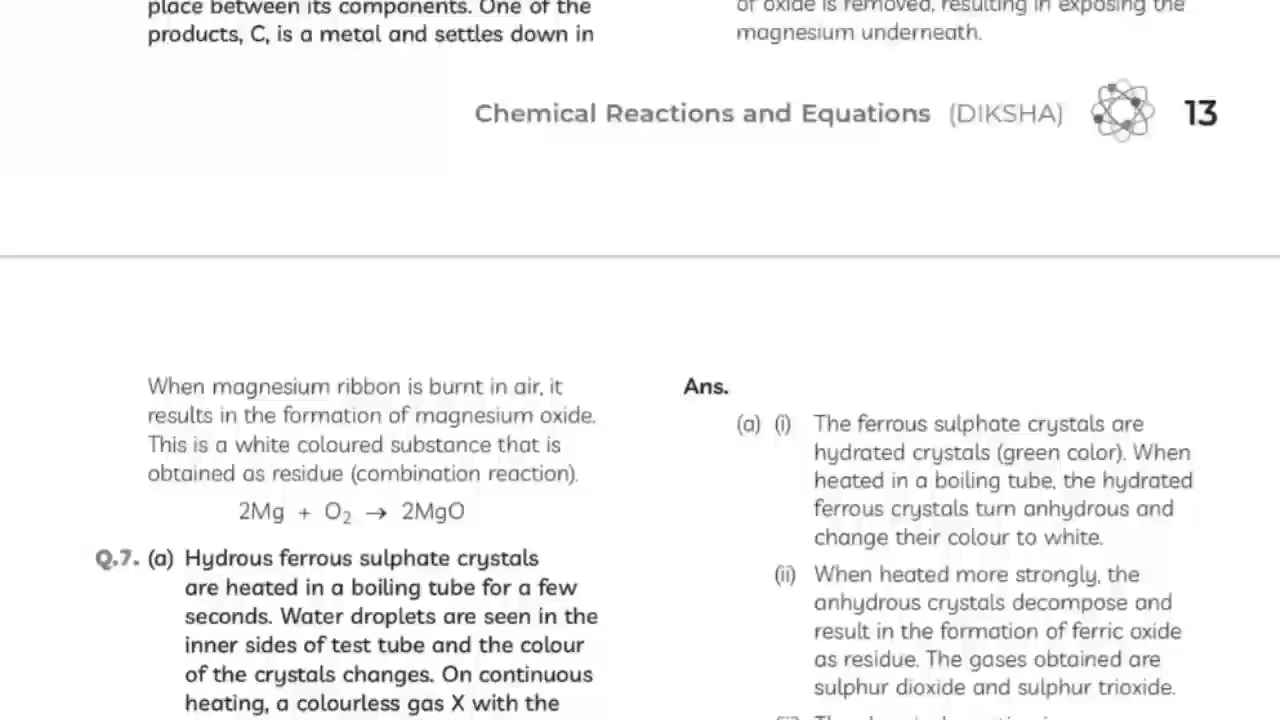 place between its components. One of the
products, C, is a metal and settles down in
of oxide is removed, resulting in exposing the
magnesium underneath.
Chemical Reactions and Equations (DIKSHA) 13
When magnesium ribbon is burnt in air, it
results in the formation of magnesium oxide.
This is a white coloured substance that is
obtained as residue (combination reaction).
2Mg + O₂ → 2MgO
Q.7. (a) Hydrous ferrous sulphate crystals
are heated in a boiling tube for a few
seconds. Water droplets are seen in the
inner sides of test tube and the colour
of the crystals changes. On continuous
heating, a colourless gas X with the
Ans.
(a) (i) The ferrous sulphate crystals are
hydrated crystals (green color). When
heated in a boiling tube, the hydrated
ferrous crystals turn anhydrous and
change their colour to white.
(ii) When heated more strongly, the
anhydrous crystals decompose and
result in the formation of ferric oxide
as residue. The gases obtained are
sulphur dioxide and sulphur trioxide.